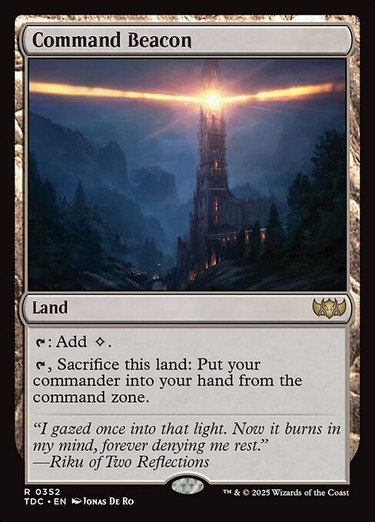 Command Beacon
Land
: Add .
, Sacrifice this land: Put your
commander into your hand from the
command zone.
“I gazed once into that light. Now it burns in
my mind, forever denying me rest.”
—Riku of Two Reflections
R 0352
TDC • EN Jonas De Ro
™ & © 2025 Wizards of the Coast